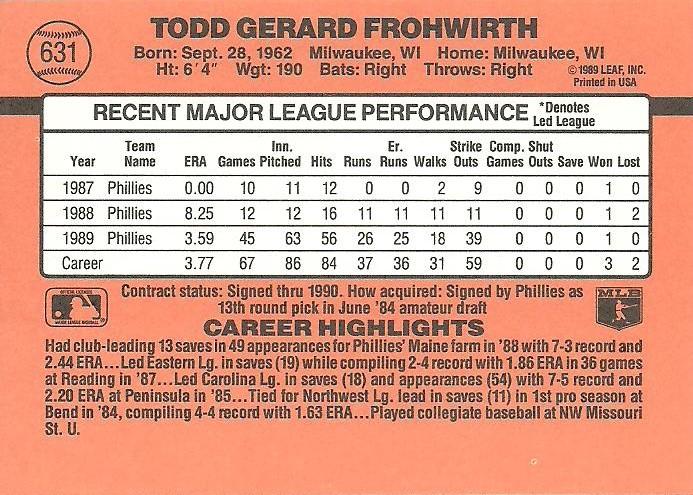 631
TODD GERARD FROHWIRTH
Born: Sept. 28, 1962 Milwaukee, WI Home: Milwaukee, WI
Ht: 6' 4" Wgt: 190 Bats: Right Throws: Right
©1989 LEAF, INC.
Printed in USA
RECENT MAJOR LEAGUE PERFORMANCE *Denotes
Led League
Team Inn. Er. Strike Comp. Shut
Year Name ERA Games Pitched Hits Runs Runs Walks Outs Games Outs Save Won Lost
1987 Phillies 0.00 10 11 12 0 0 2 9 0 0 0 1 0
1988 Phillies 8.25 12 12 16 11 11 11 11 0 0 0 1 2
1989 Phillies 3.59 45 63 56 26 25 18 39 0 0 0 1 0
Career 3.77 67 86 84 37 36 31 59 0 0 0 3 2
OFFICIAL LICENSEE
MAJOR LEAGUE BASEBALL
Contract status: Signed thru 1990. How acquired: Signed by Phillies as
13th round pick in June '84 amateur draft
MLB
CAREER HIGHLIGHTS
Had club-leading 13 saves in 49 appearances for Phillies' Maine farm in '88 with 7-3 record and
2.44 ERA...Led Eastern Lg. in saves (19) while compiling 2-4 record with 1.86 ERA in 36 games
at Reading in '87...Led Carolina Lg. in saves (18) and appearances (54) with 7-5 record and
2.20 ERA at Peninsula in '85...Tied for Northwest Lg. lead in saves (11) in 1st pro season at
Bend in '84, compiling 4-4 record with 1.63 ERA...Played collegiate baseball at NW Missouri
St. U.